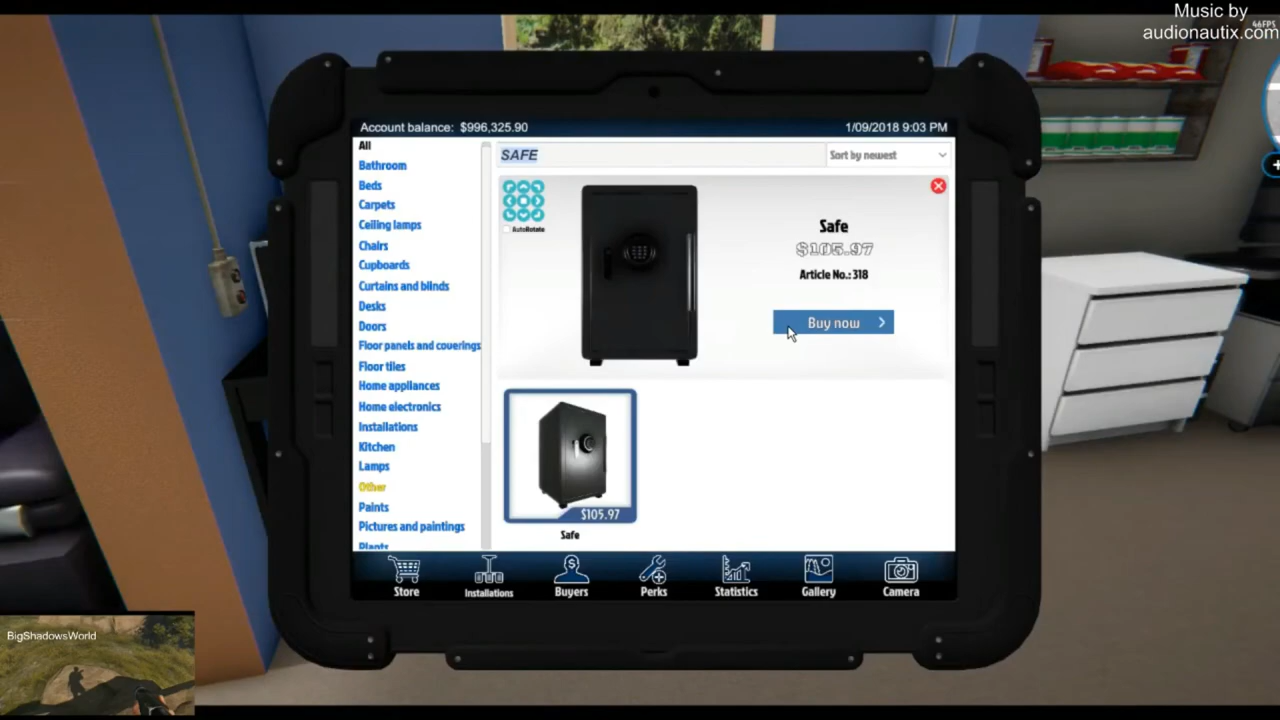 Music by
46FPS
audionautix.com
Account balance: $996,325.90
1/09/2018 9:03 PM
All
Bathroom
Beds
Carpets
Ceiling lamps
Chairs
Cupboards
Curtains and blinds
Desks
Doors
Floor panels and coverings
Floor tiles
Home appliances
Home electronics
Installations
Kitchen
Lamps
Other
Paints
Pictures and paintings
Plants
SAFE
Sort by newest
AutoRotate
Safe
$105.97
Article No.: 318
Buy now
$105.97
Safe
Store
Installations
Buyers
Perks
Statistics
Gallery
Camera
BigShadowsWorld